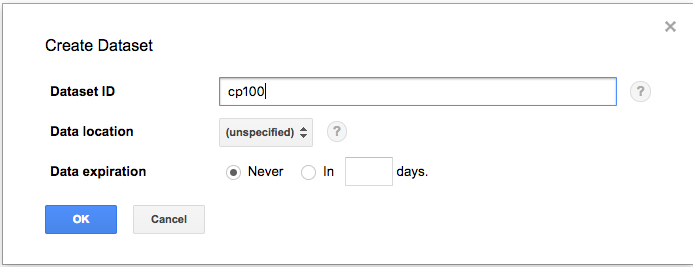 ×
Create Dataset
Dataset ID cp100 ?
Data location (unspecified) ?
Data expiration Never In days.
OK Cancel